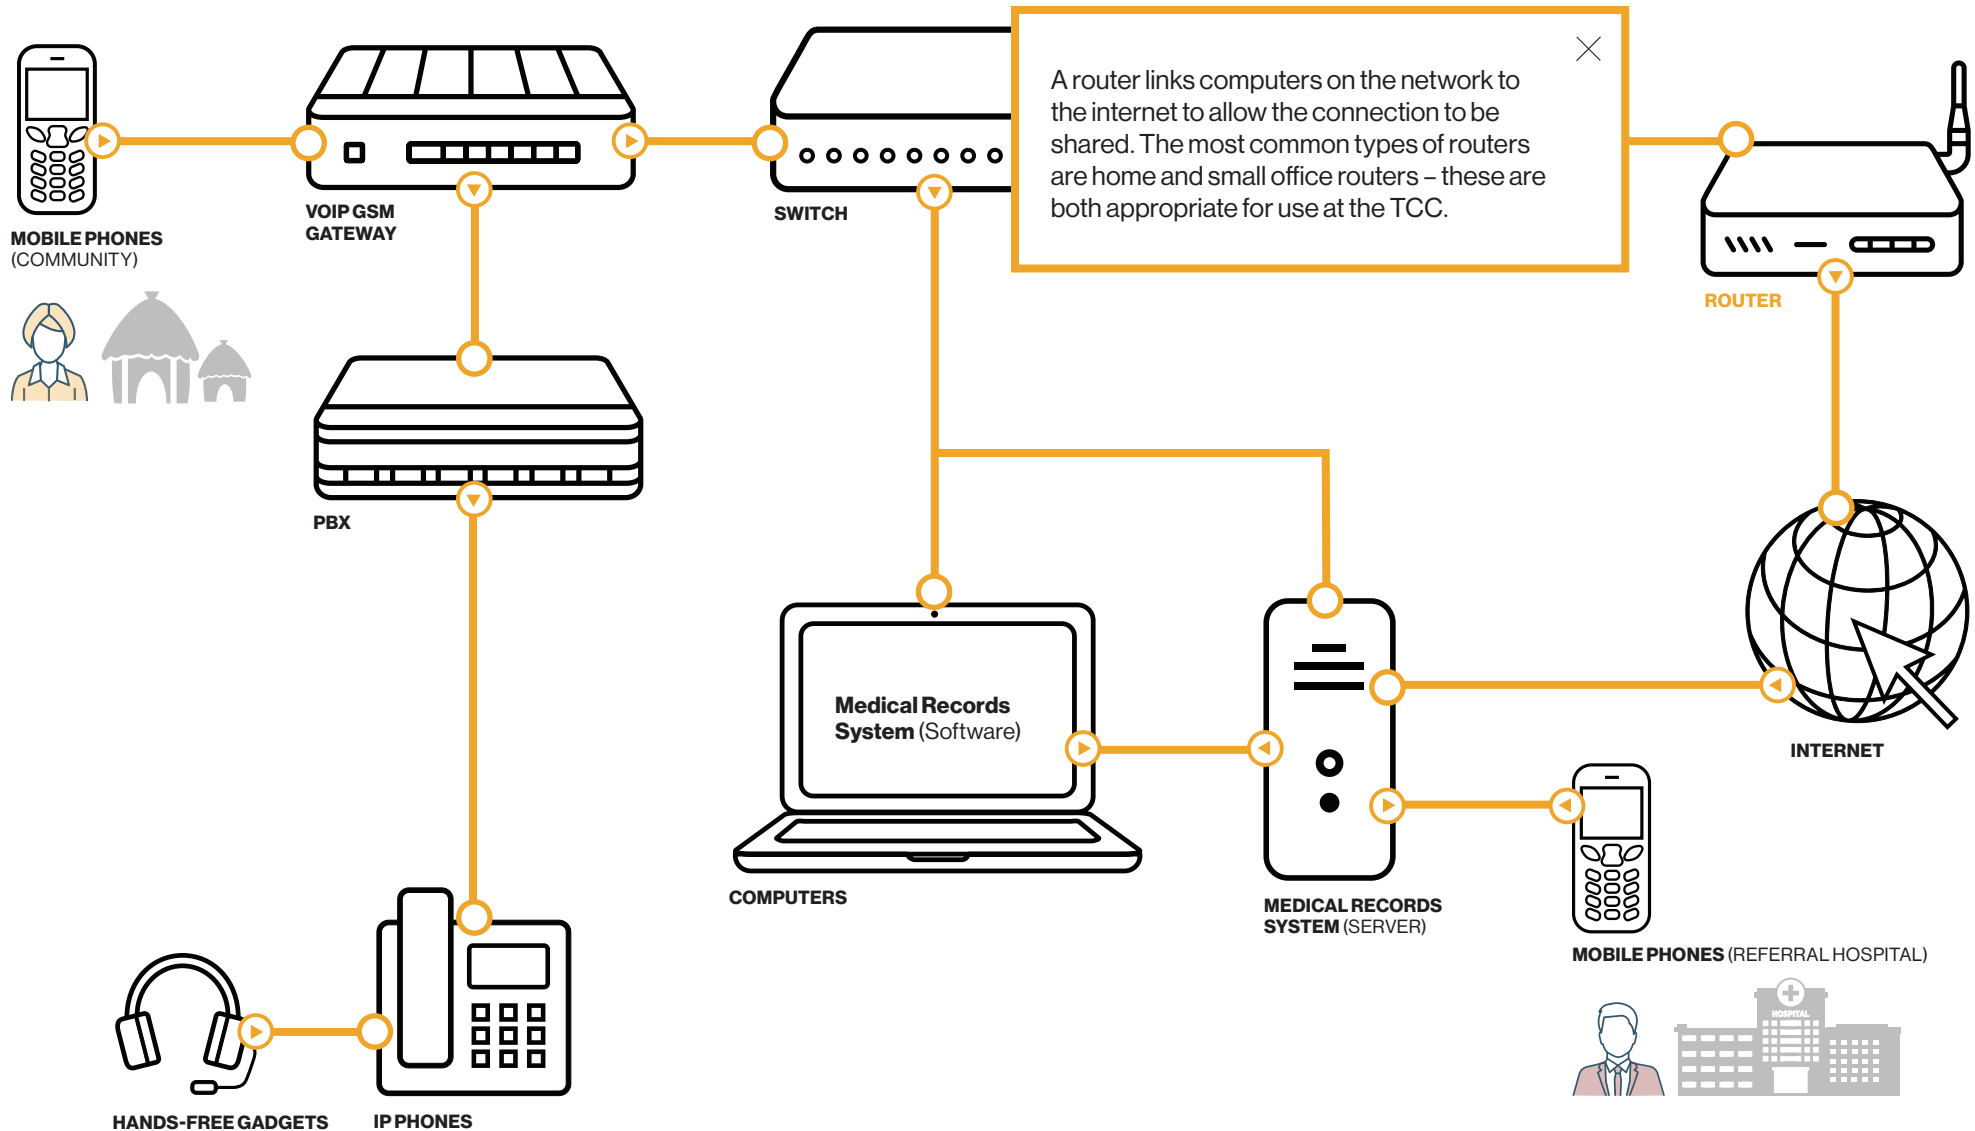 A router links computers on the network to
the internet to allow the connection to be
shared. The most common types of routers
are home and small office routers – these are
both appropriate for use at the TCC.
VOIP GSM
GATEWAY
SWITCH
MOBILE PHONES
(COMMUNITY)
ROUTER
PBX
Medical Records
System (Software)
INTERNET
COMPUTERS
MEDICAL RECORDS
SYSTEM (SERVER)
MOBILE PHONES (REFERRAL HOSPITAL)
HOSPITAL
HANDS-FREE GADGETS
IP PHONES